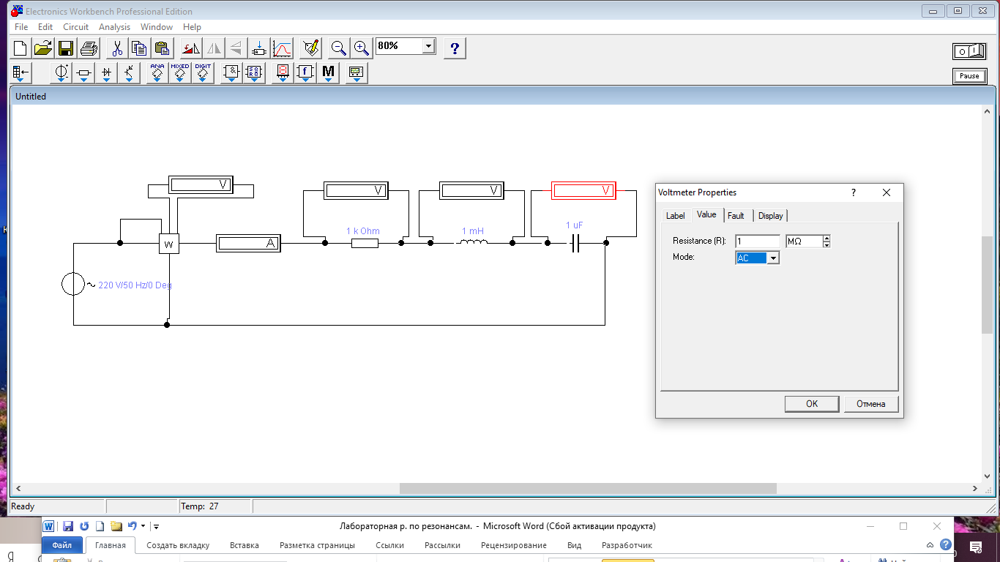 Electronics Workbench Professional Edition
File Edit Circuit Analysis Window Help
80%
?
ANA MIXED DIGIT
M
Pause
Untitled
V
V
V
V
1 k Ohm
1 mH
1 uF
W
A
220 V/50 Hz/0 Deg
Voltmeter Properties
?
Label Value Fault Display
Resistance (R): 1 MΩ
Mode: AC
OK Отмена
Ready
Temp: 27
Лабораторная р. по резонансам. - Microsoft Word (Сбой активации продукта)
Файл Главная Создать вкладку Вставка Разметка страницы Ссылки Рассылки Рецензирование Вид Разработчик